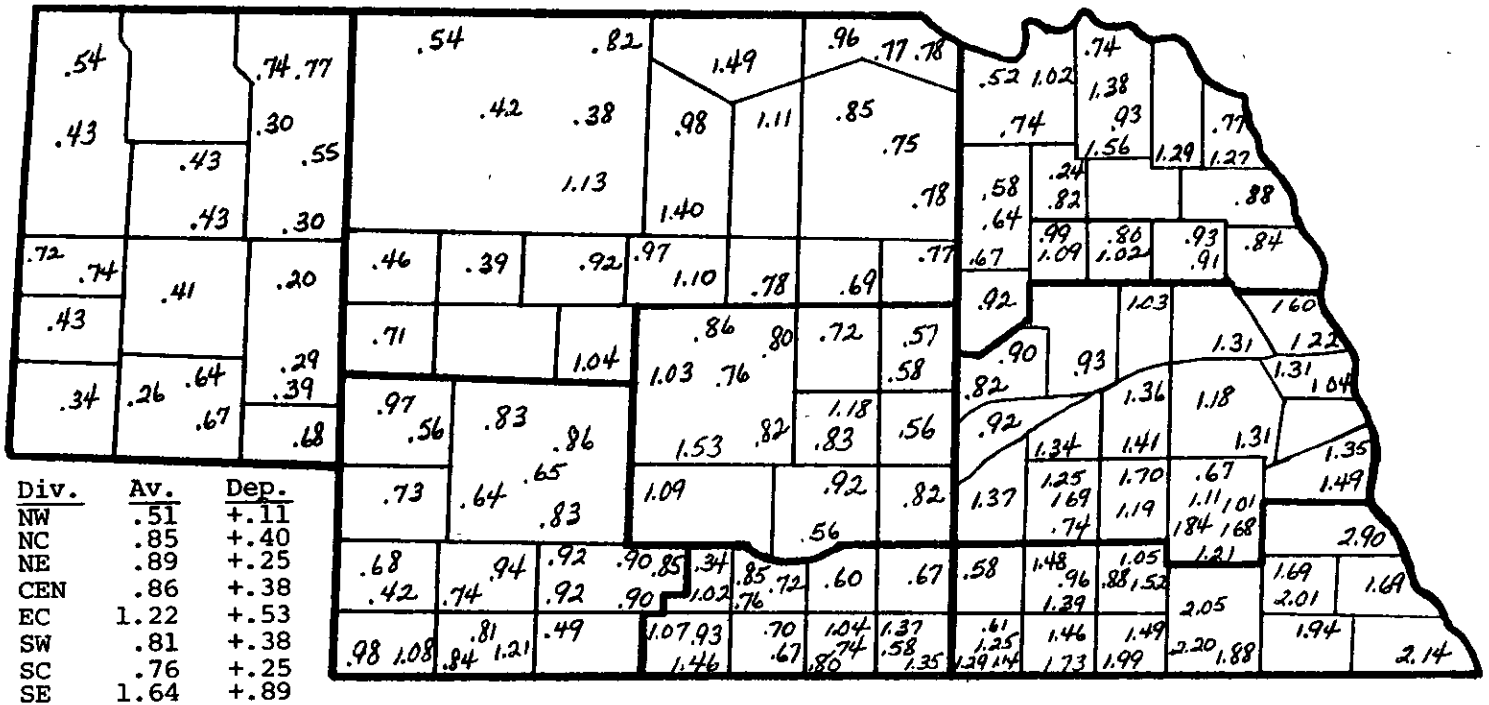 .54 .82 .96 .77 .78 .74
.54 .74 .77 1.49 .52 1.02
.42 .38 .98 1.11 .85 1.38
.43 .30 .74 .93 .77
.43 .55 .75 1.56 1.29 1.27
1.13 .24
.43 .30 1.40 .78 .58 .82 .88
.64
.72 .46 .39 .92 .97 .77 .67 .99 .80 .93 .84
.74 .20 1.10 .78 .69 1.09 1.02 .91
.41
.43 .71 .86 .80 .72 .57 .92 1.03 1.60
1.04 .90 1.31 1.22
.29 1.03 .76 .58 .93 1.31
.34 .26 .64 .39 .82 1.36 1.18 1.04
.67 .97 .83 1.18 .92
.68 .56 .86 1.53 .82 .83 .56 1.34 1.41 1.31 1.35
.65 1.25 1.70 .67 1.49
.73 .64 1.09 .92 .82 1.37 1.69 1.19 1.11 1.01
.83 .56 .74 1.84 1.68
1.21 2.90
.68 .94 .92 .90 .85 .34 .85 .72 .60 .67 .58 1.48 1.05 1.69 1.69
.42 .74 .92 .90 1.02 .76 .96 .88 1.52 2.01
1.39 2.05
.81 .49 1.07 .93 .70 1.04 1.37 .61 1.46 1.49 1.94
.98 1.08 .84 1.21 1.46 .67 .74 .58 1.25 2.20 1.88 2.14
.80 1.35 1.29 1.73 1.99
Div. Av. Dep.
NW .51 +.11
NC .85 +.40
NE .89 +.25
CEN .86 +.38
EC 1.22 +.53
SW .81 +.38
SC .76 +.25
SE 1.64 +.89